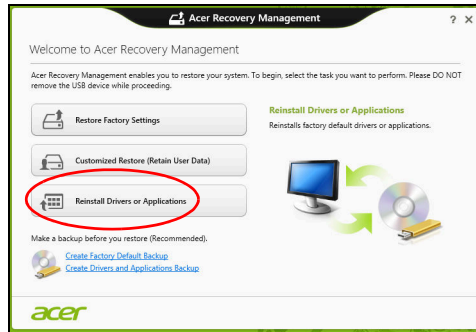 Acer Recovery Management
? X
Welcome to Acer Recovery Management
Acer Recovery Management enables you to restore your system. To begin, select the task you want to perform. Please DO NOT
remove the USB device while proceeding.
Restore Factory Settings
Customized Restore (Retain User Data)
Reinstall Drivers or Applications
Reinstall Drivers or Applications
Reinstalls factory default drivers or applications.
Make a backup before you restore (Recommended).
Create Factory Default Backup
Create Drivers and Applications Backup
acer